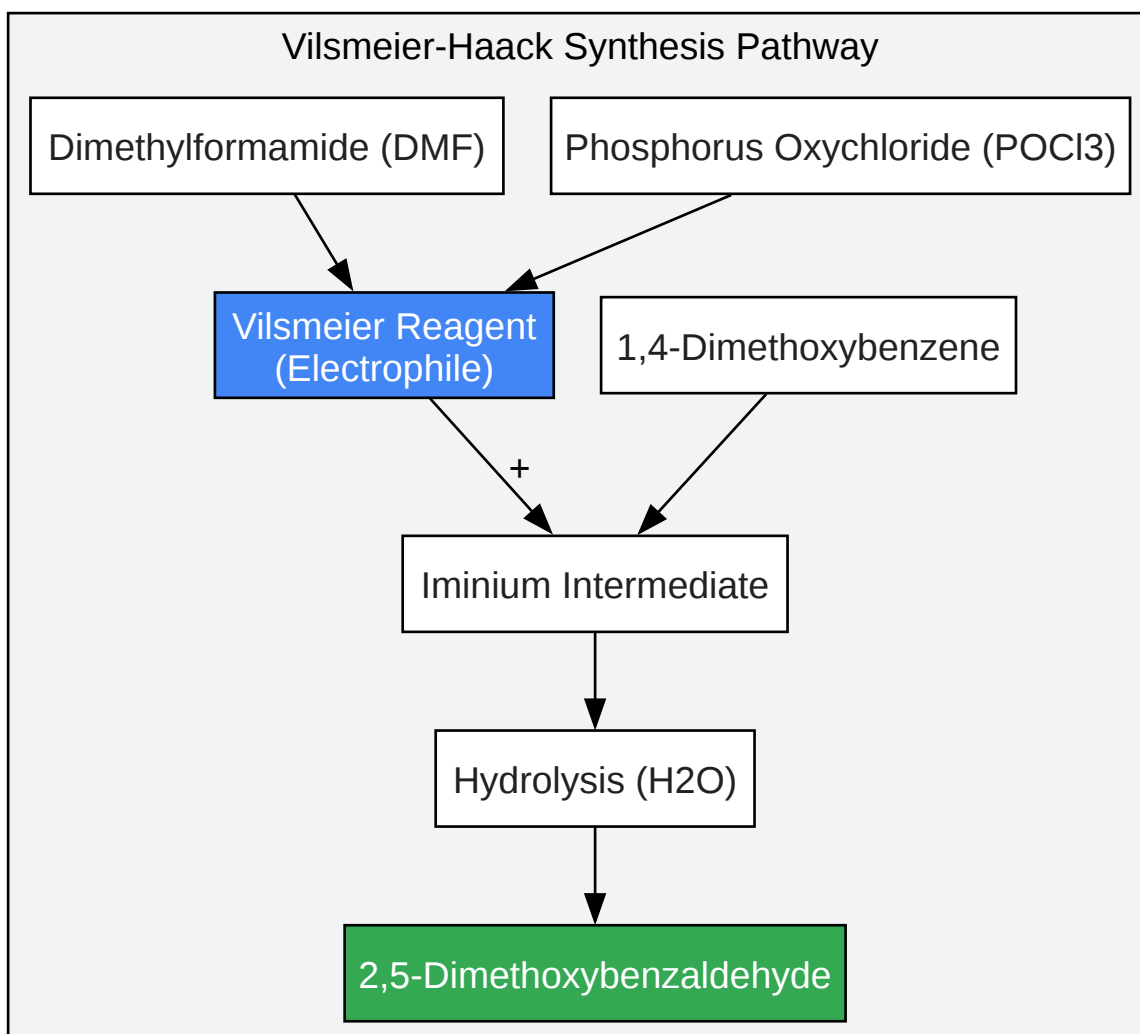 Vilsmeier-Haack Synthesis Pathway
Dimethylformamide (DMF)
Phosphorus Oxychloride (POCl3)
Vilsmeier Reagent
(Electrophile)
1,4-Dimethoxybenzene
+
Iminium Intermediate
Hydrolysis (H2O)
2,5-Dimethoxybenzaldehyde